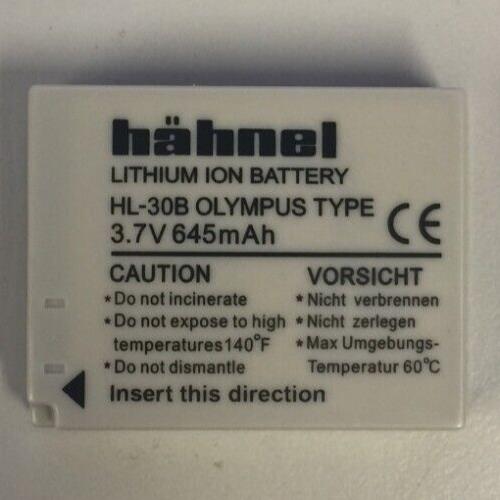 hähnel
LITHIUM ION BATTERY
HL-30B OLYMPUS TYPE
3.7V 645mAh
CE
CAUTION
*Do not incinerate
*Do not expose to high
temperatures140°F
*Do not dismantle
VORSICHT
*Nicht verbrennen
*Nicht zerlegen
*Max Umgebungs-
Temperatur 60°C
Insert this direction